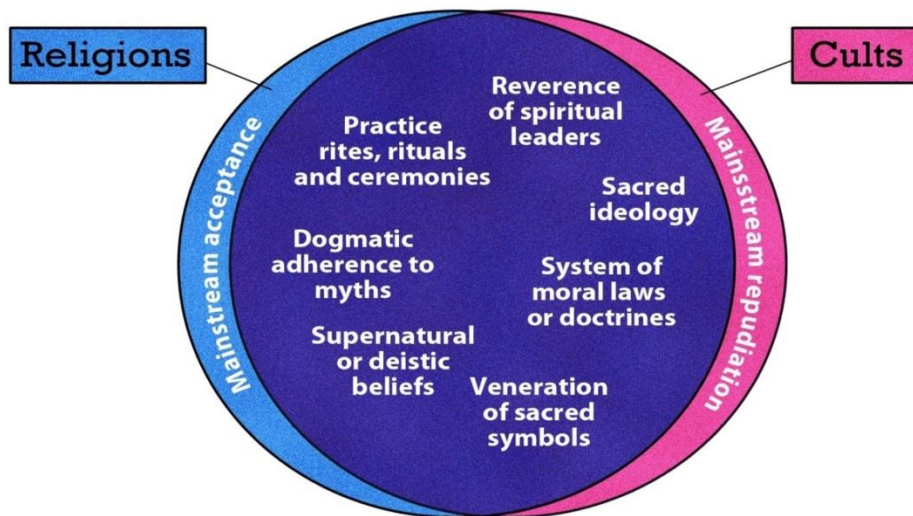 Religions
Cults
Mainstream acceptance
Practice
rites, rituals
and ceremonies
Reverence
of spiritual
leaders
Sacred
ideology
Dogmatic
adherence to
myths
System of
moral laws
or doctrines
Supernatural
or deistic
beliefs
Veneration
of sacred
symbols
Mainsstream repudiation